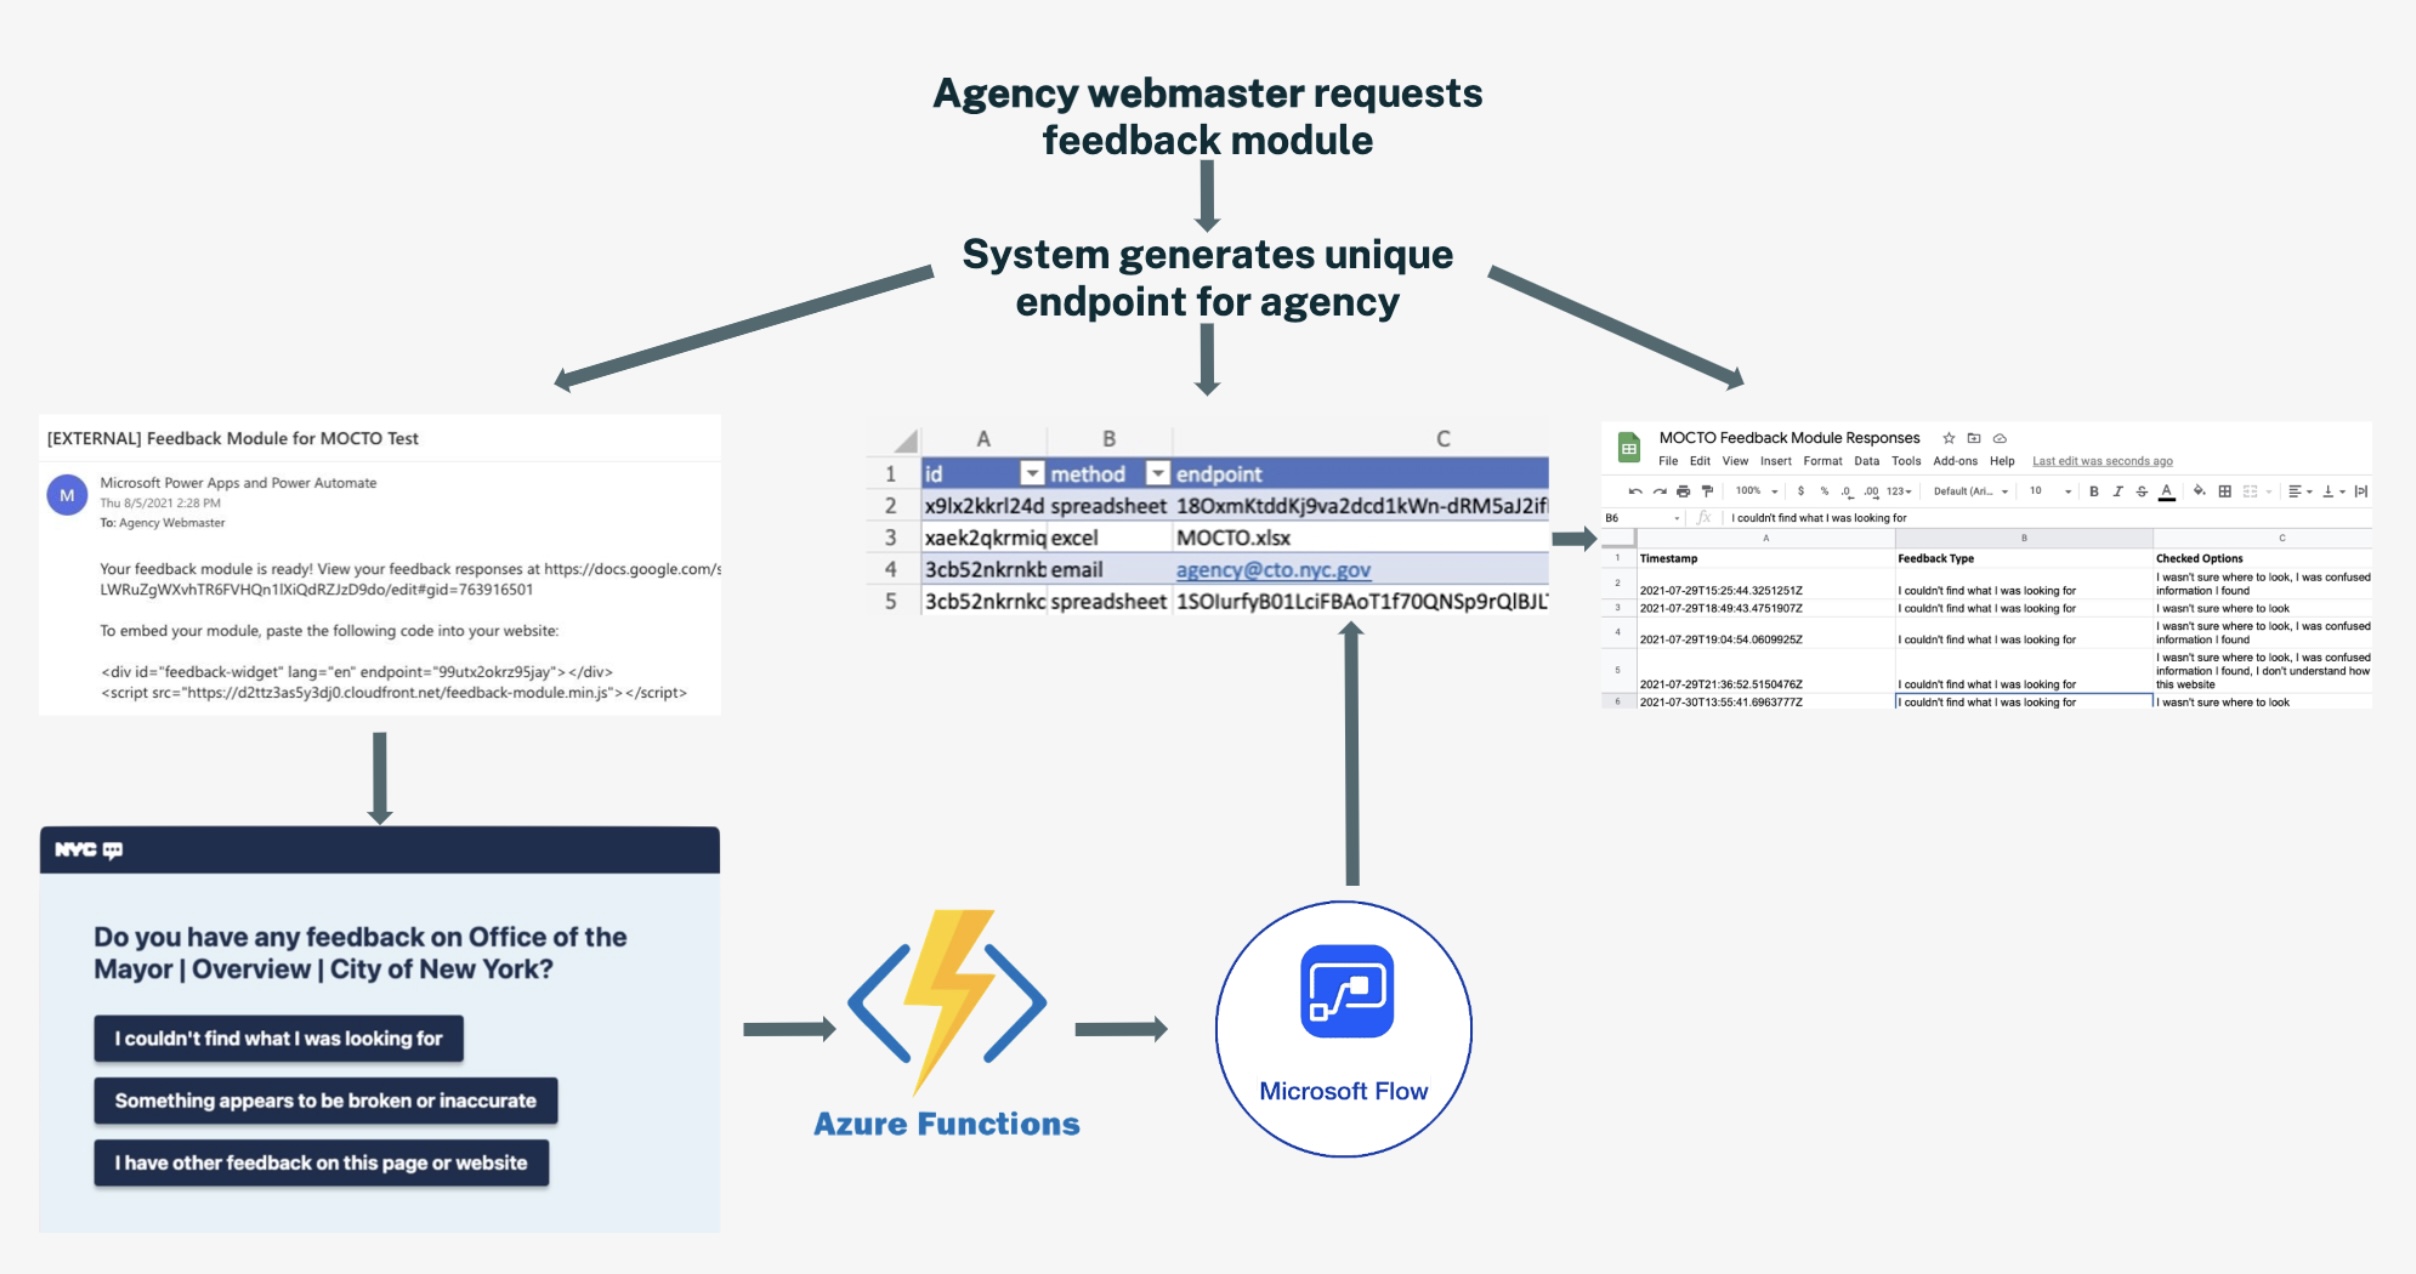 Agency webmaster requests
feedback module
System generates unique
endpoint for agency
[EXTERNAL] Feedback Module for MOCTO Test
M
Microsoft Power Apps and Power Automate
Thu 8/5/2021 2:28 PM
To: Agency Webmaster
Your feedback module is ready! View your feedback responses at https://docs.google.com/s
LWRuZgWXvhTR6FVHQn1lXiQdRZJzD9do/edit#gid=763916501
To embed your module, paste the following code into your website:
<div id="feedback-widget" lang="en" endpoint="99utx2okrz95jay"></div>
<script src="https://d2ttz3as5y3dj0.cloudfront.net/feedback-module.min.js"></script>
A B C
1 id method endpoint
2 x9lx2kkrl24d spreadsheet 18OxmKtddKj9va2dcd1kWn-dRM5aJ2ifl
3 xaek2qkrmiq excel MOCTO.xlsx
4 3cb52nkrnkb email agency@cto.nyc.gov
5 3cb52nkrnkc spreadsheet 1SOIurfyB01LciFBAoT1f70QNSp9rQlBJL
MOCTO Feedback Module Responses
File Edit View Insert Format Data Tools Add-ons Help Last edit was seconds ago
100% $ % .0 .00 123 Default (Ari... 10 B I S A
B6 fx I couldn't find what I was looking for
A B C
1 Timestamp Feedback Type Checked Options
I wasn't sure where to look, I was confused
2 2021-07-29T15:25:44.3251251Z I couldn't find what I was looking for information I found
3 2021-07-29T18:49:43.4751907Z I couldn't find what I was looking for I wasn't sure where to look
I wasn't sure where to look, I was confused
4 2021-07-29T19:04:54.0609925Z I couldn't find what I was looking for information I found
I wasn't sure where to look, I was confused
information I found, I don't understand how
5 2021-07-29T21:36:52.5150476Z I couldn't find what I was looking for this website
6 2021-07-30T13:55:41.6963777Z I couldn't find what I was looking for I wasn't sure where to look
NYC
Do you have any feedback on Office of the
Mayor | Overview | City of New York?
I couldn't find what I was looking for
Something appears to be broken or inaccurate
I have other feedback on this page or website
Azure Functions
Microsoft Flow